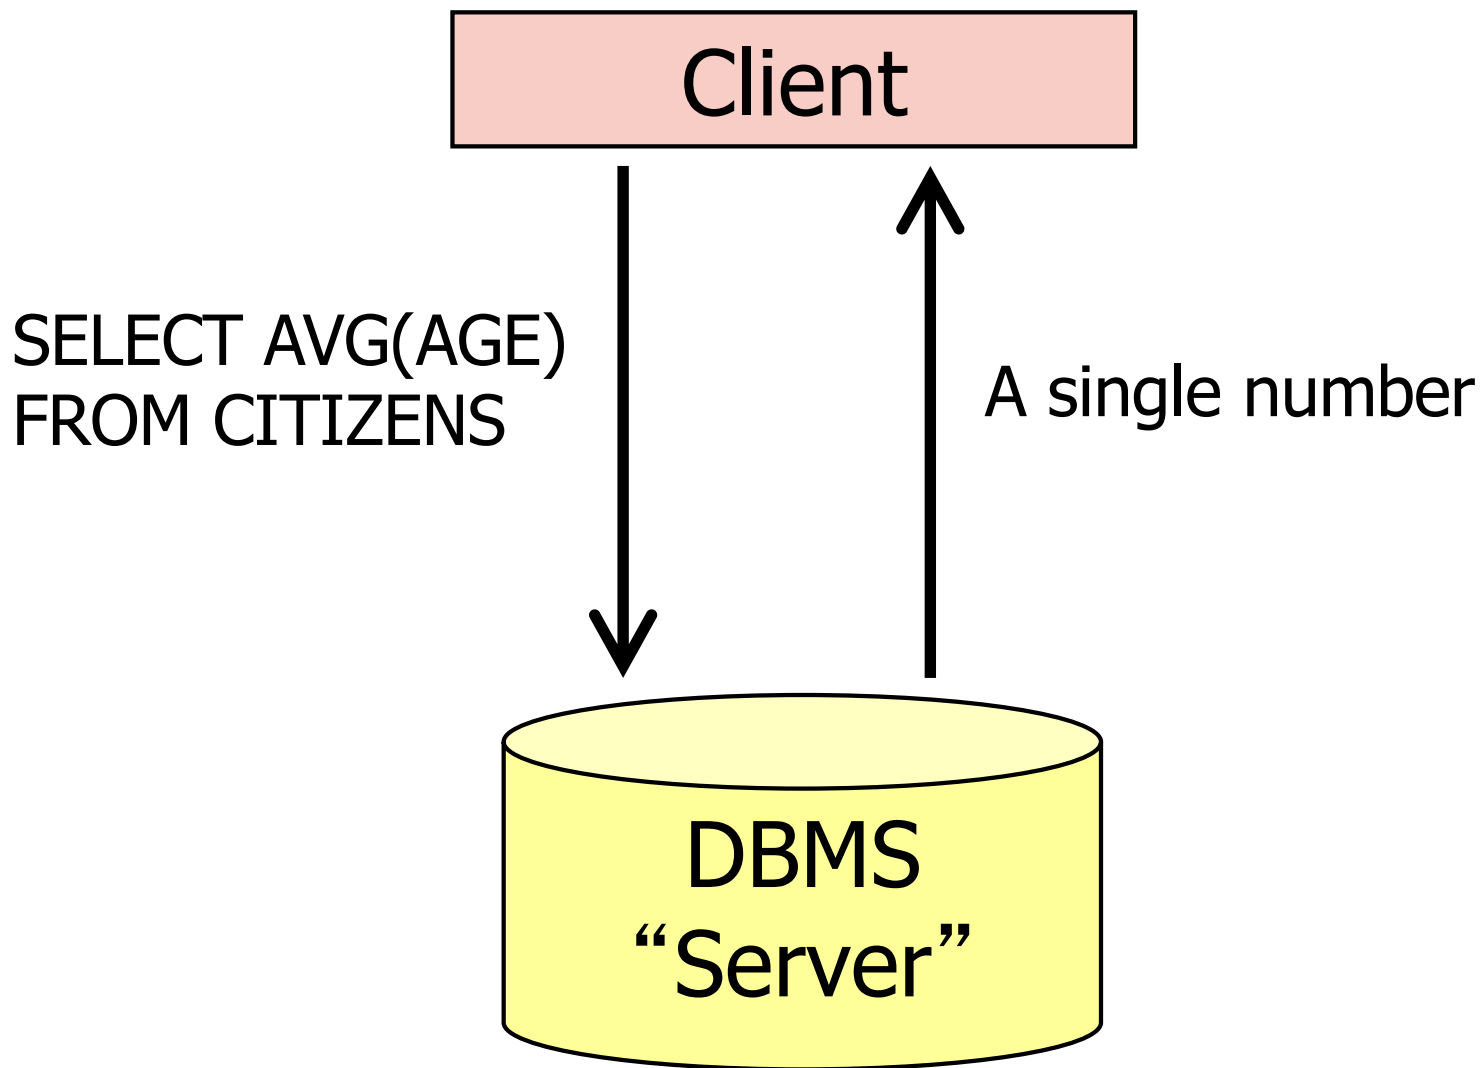 Client
SELECT AVG(AGE)
FROM CITIZENS
A single number
DBMS
“Server”